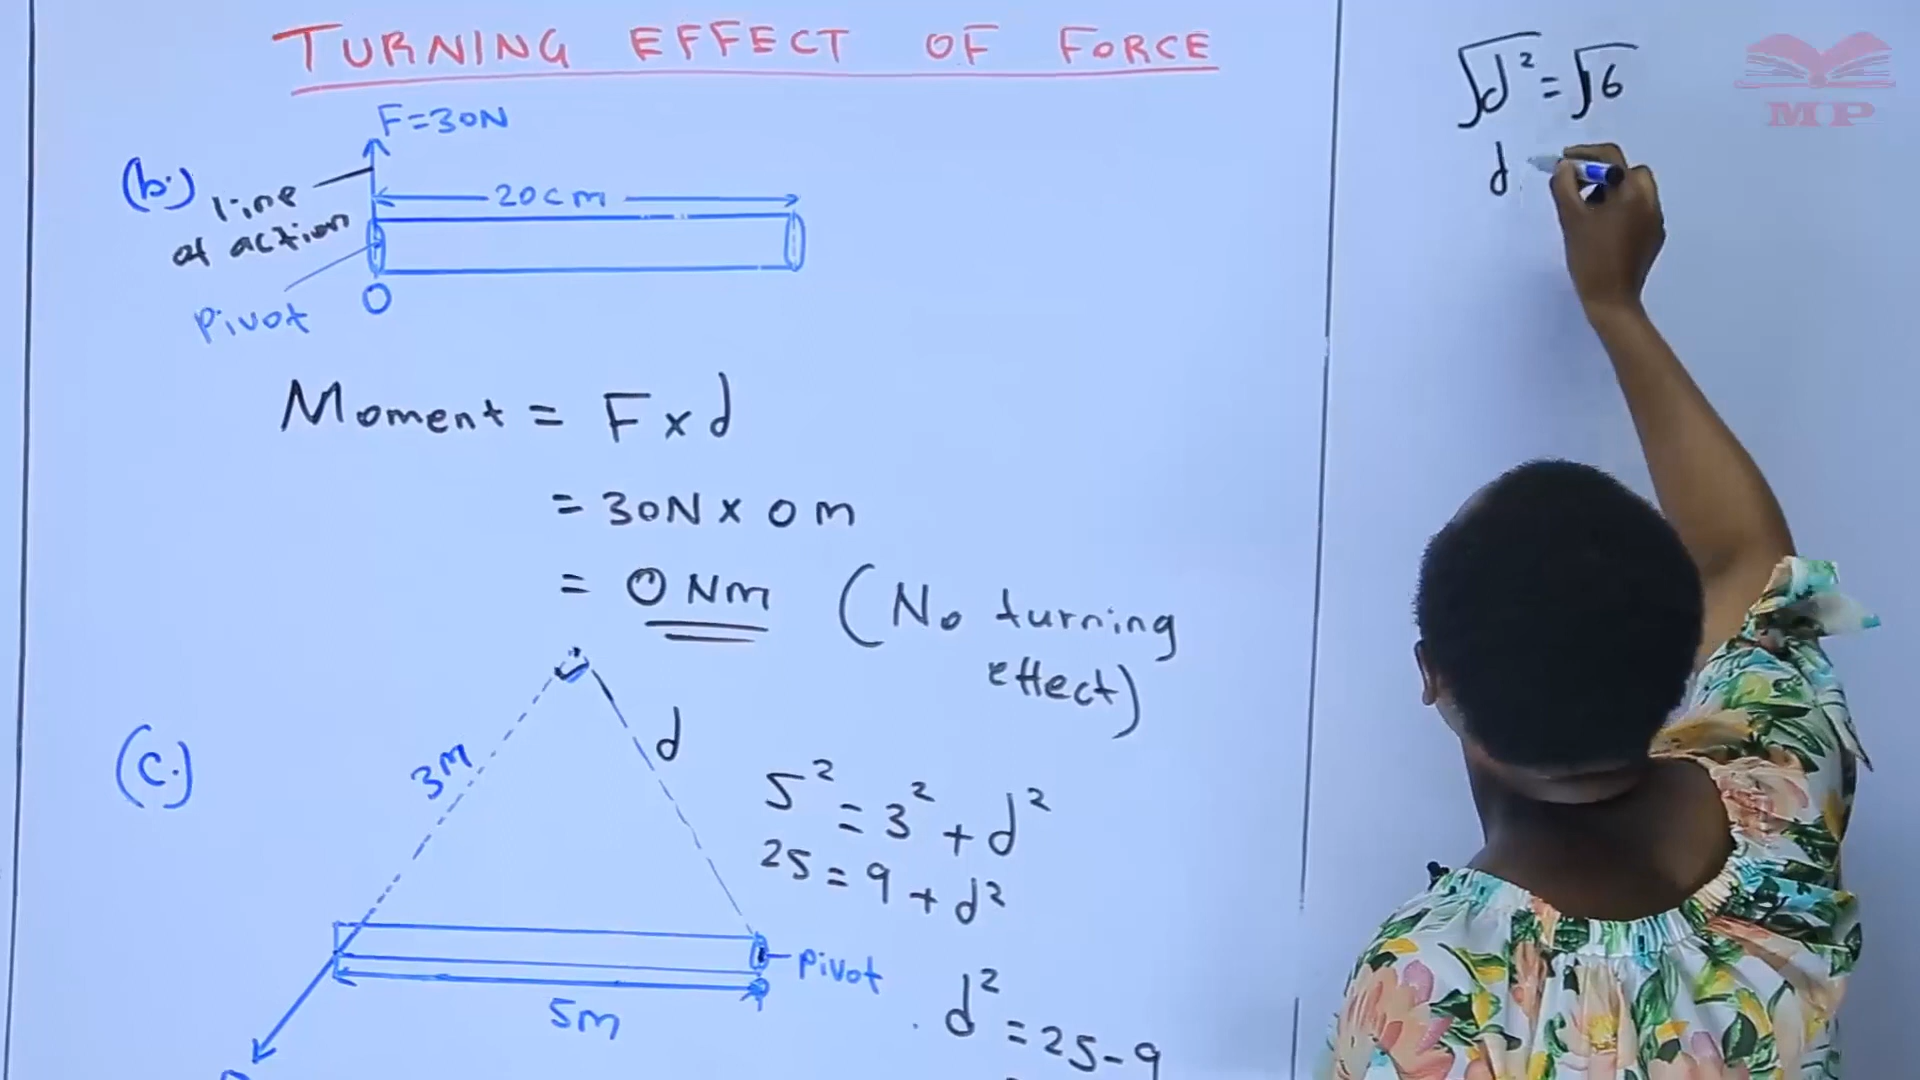 TURNING EFFECT OF FORCE
(b.)
F=30N
line
of action
20cm
Pivot
O
Moment = F x d
= 30N x 0 m
= 0 Nm (No turning
effect)
(c.)
3m
d
5² = 3² + d²
25 = 9 + d²
Pivot
5m
d² = 25-9
√d² = √16
d
MP